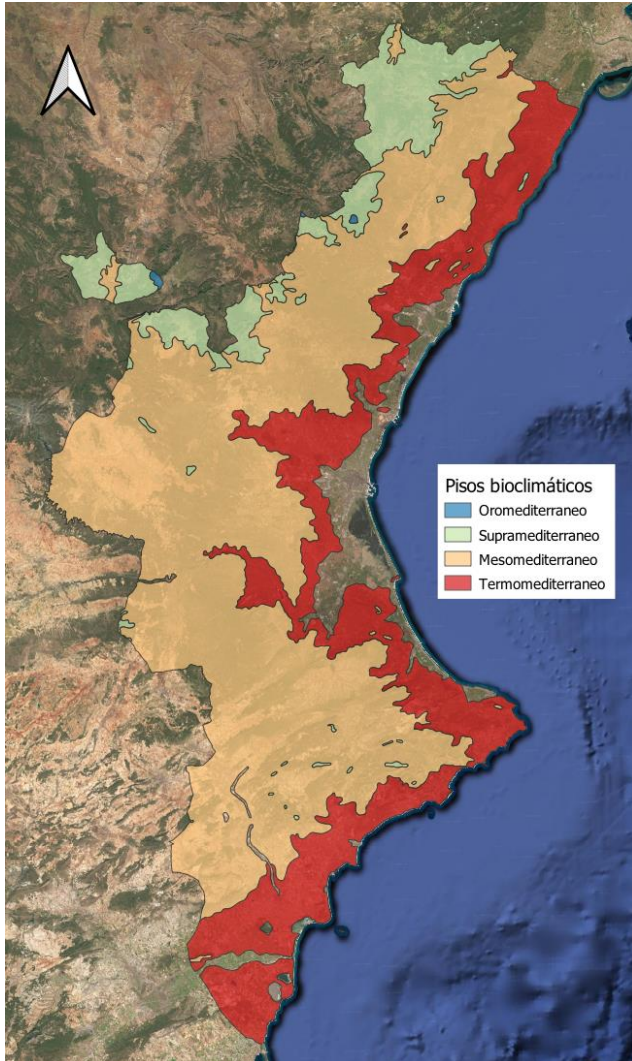 Pisos bioclimáticos
Oromediterraneo
Supramediterraneo
Mesomediterraneo
Termomediterraneo